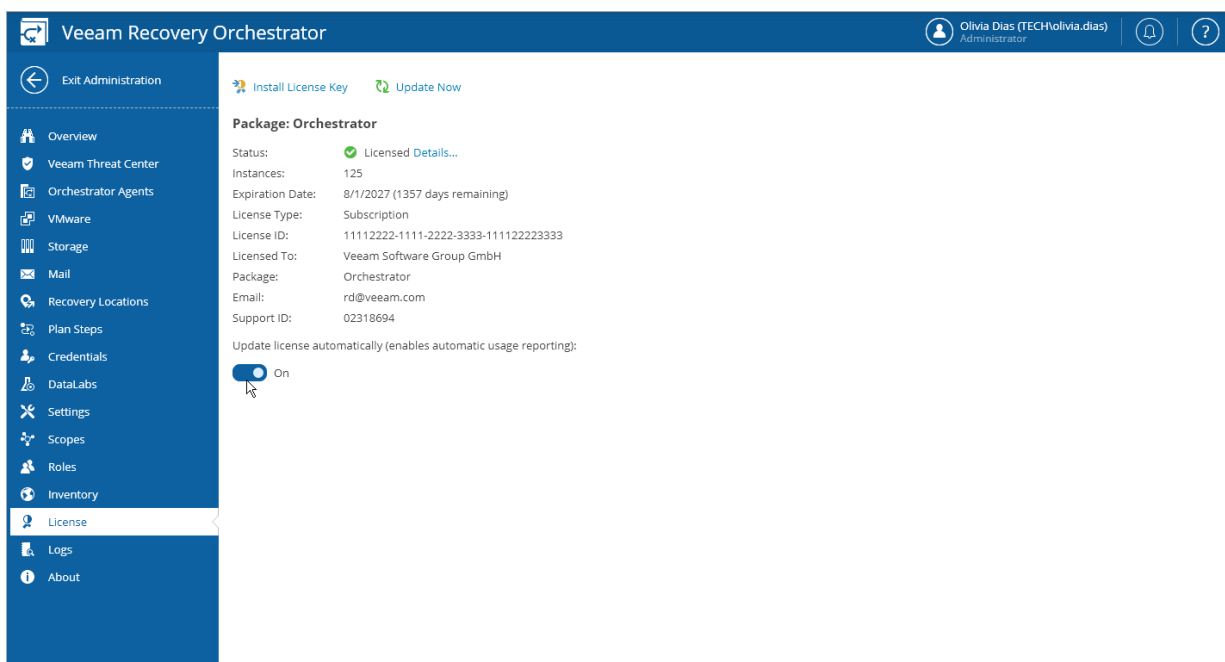 Veeam Recovery Orchestrator
Olivia Dias (TECH\olivia.dias)
Administrator
?
Exit Administration
Overview
Veeam Threat Center
Orchestrator Agents
VMware
Storage
Mail
Recovery Locations
Plan Steps
Credentials
DataLabs
Settings
Scopes
Roles
Inventory
License
Logs
About
Install License Key Update Now
Package: Orchestrator
Status: Licensed Details...
Instances: 125
Expiration Date: 8/1/2027 (1357 days remaining)
License Type: Subscription
License ID: 11112222-1111-2222-3333-111122223333
Licensed To: Veeam Software Group GmbH
Package: Orchestrator
Email: rd@veeam.com
Support ID: 02318694
Update license automatically (enables automatic usage reporting):
On